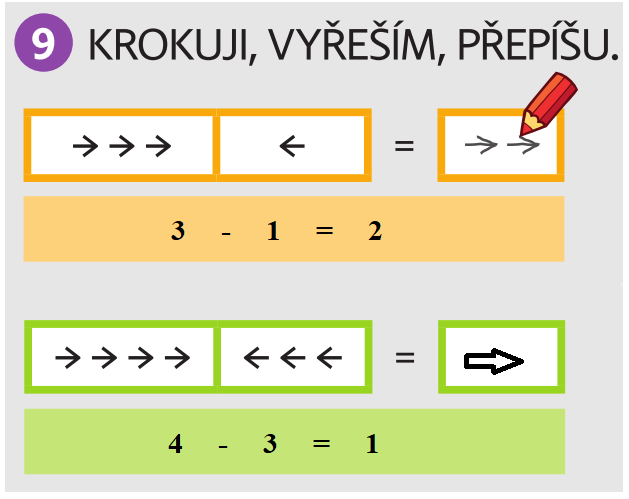 9 KROKUJI, VYŘEŠÍM, PŘEPÍŠU.
→ → → ← = → →
3 - 1 = 2
→ → → → ← ← ← = ⇨
4 - 3 = 1